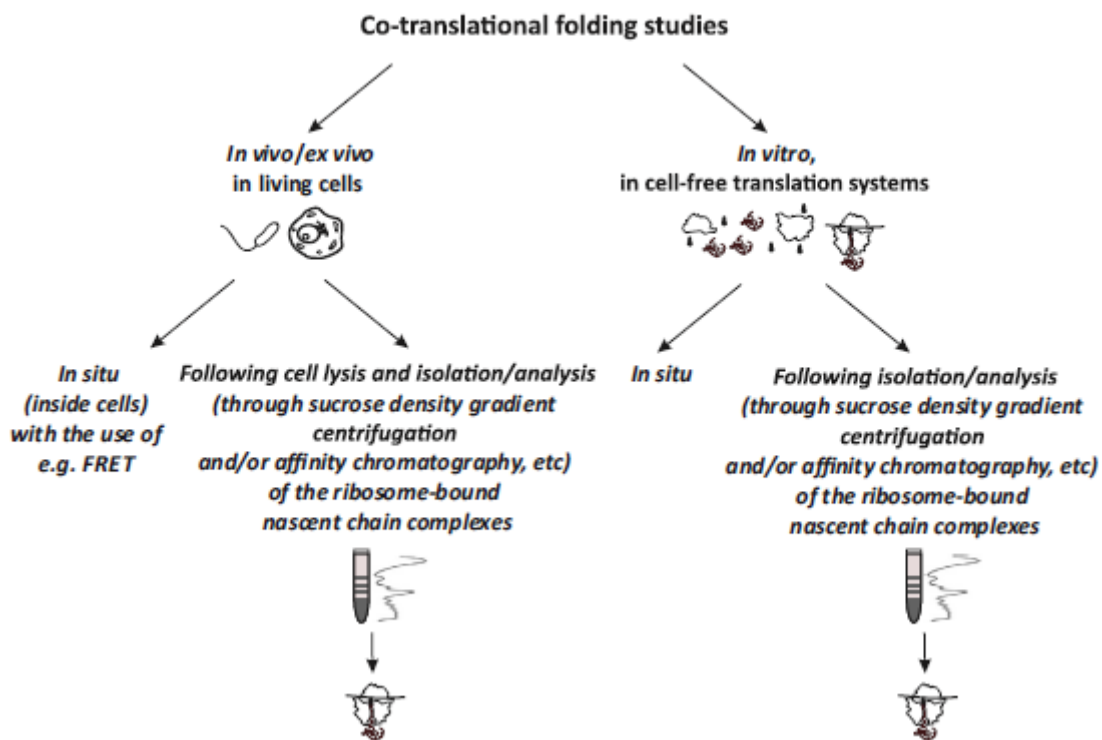 Co-translational folding studies
In vivo/ex vivo
in living cells
In vitro,
in cell-free translation systems
In situ
(inside cells)
with the use of
e.g. FRET
Following cell lysis and isolation/analysis
(through sucrose density gradient
centrifugation
and/or affinity chromatography, etc)
of the ribosome-bound
nascent chain complexes
In situ
Following isolation/analysis
(through sucrose density gradient
centrifugation
and/or affinity chromatography, etc)
of the ribosome-bound
nascent chain complexes